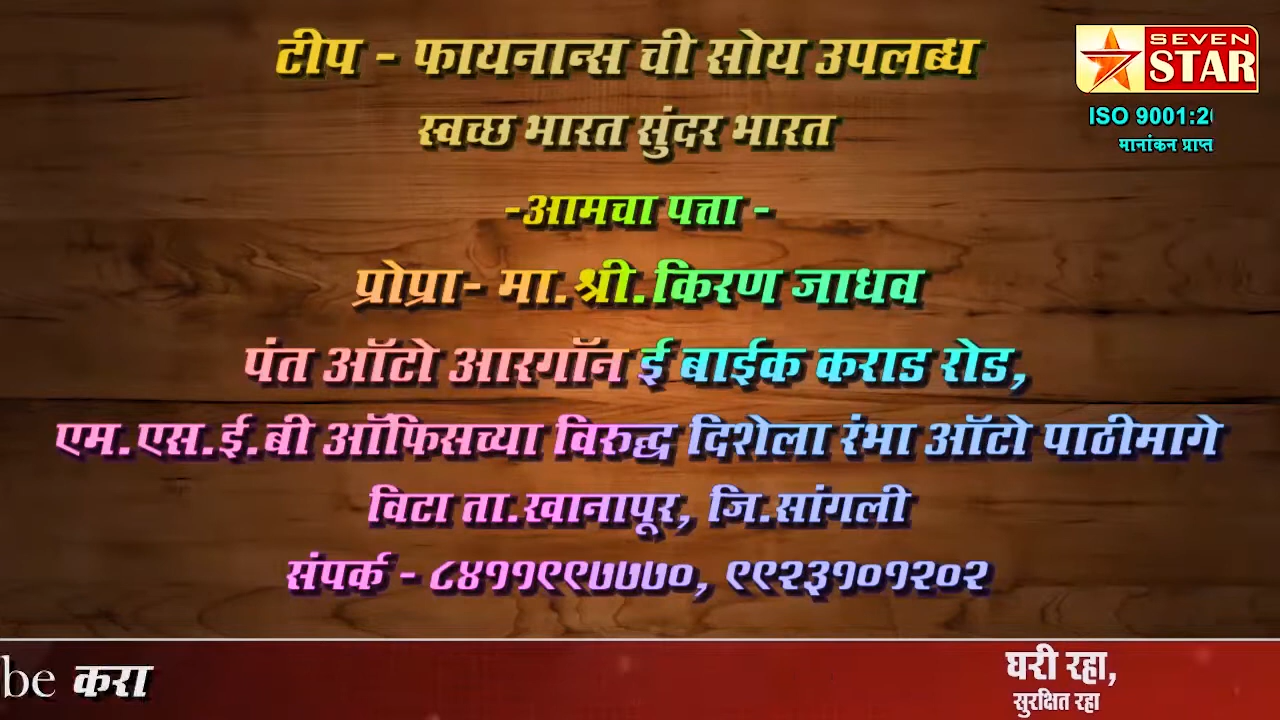 टीप - फायनान्स ची सोय उपलब्ध
SEVEN
STAR
ISO 9001:2
मानांकन प्राप्त
स्वच्छ भारत सुंदर भारत
-आमचा पत्ता -
प्रोप्रा- मा.श्री.किरण जाधव
पंत ऑटो आरगॉन ई बाईक कराड रोड,
एम.एस.ई.बी ऑफिसच्या विरुद्ध दिशेला रंभा ऑटो पाठीमागे
विटा ता.खानापूर, जि.सांगली
संपर्क - ८४११९९७७७०, ९९२३१०१२०२
be करा
घरी रहा,
सुरक्षित रहा